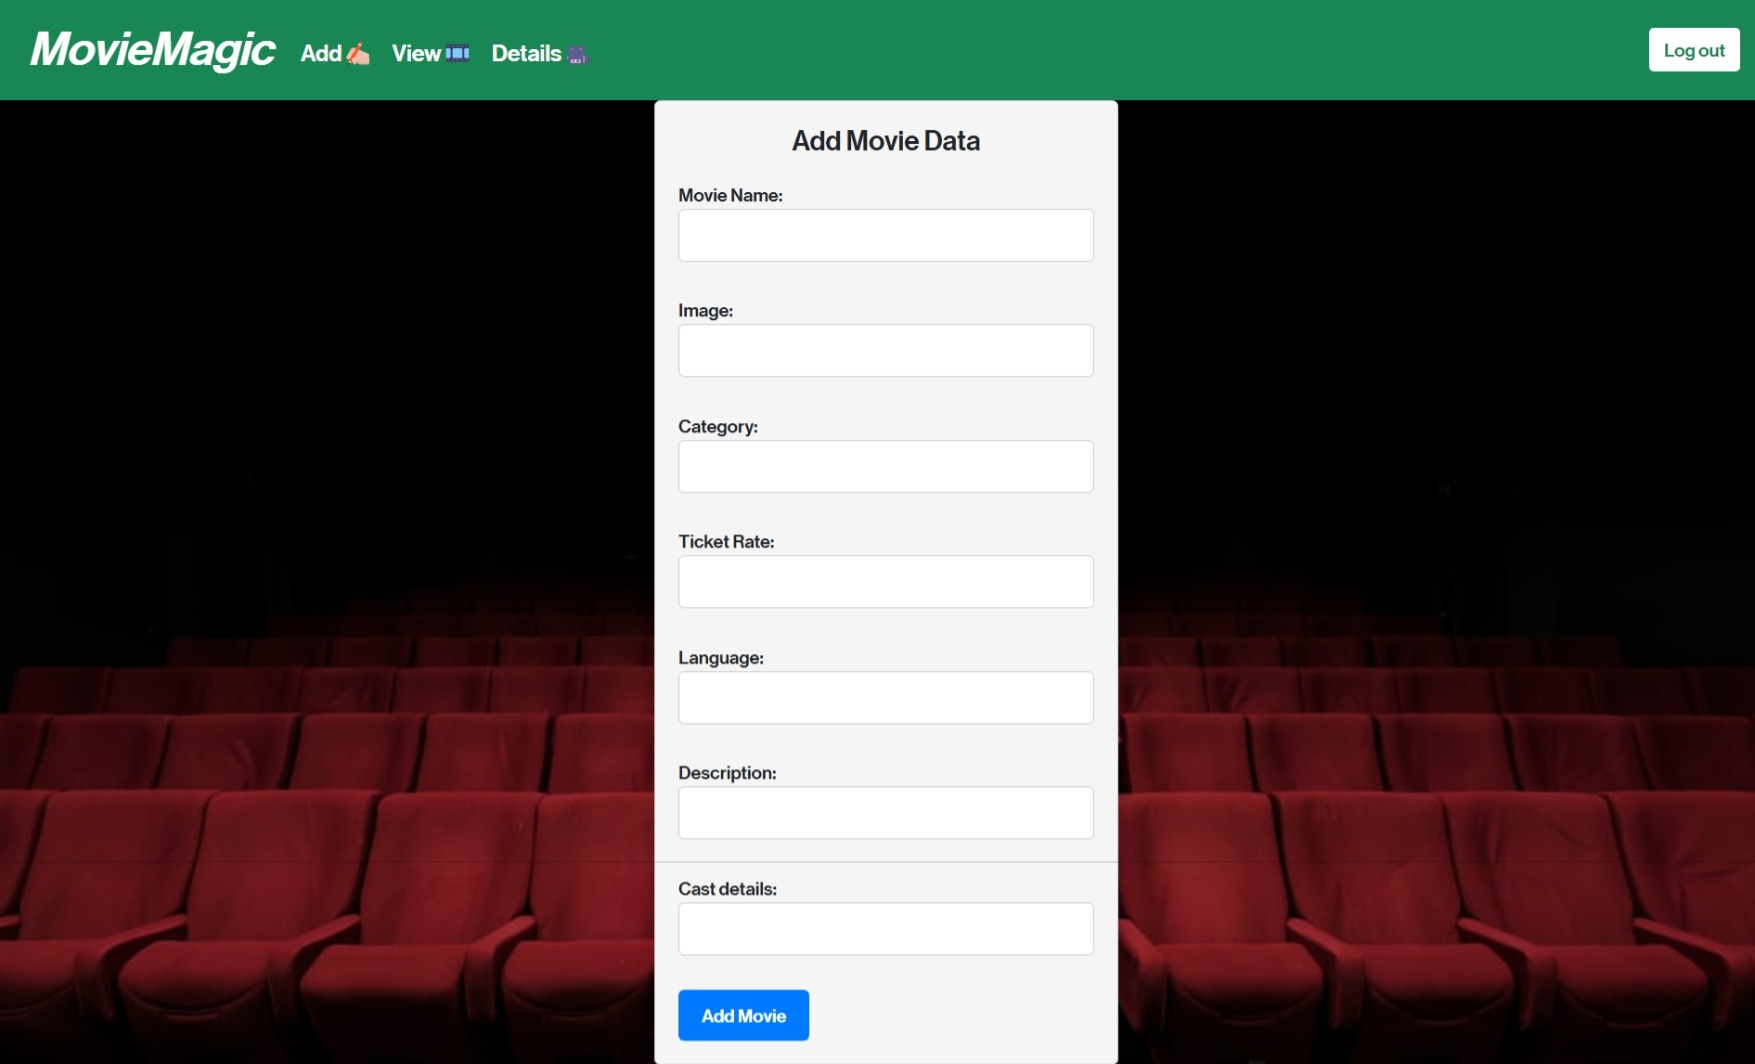 MovieMagic Add View Details Log out
Add Movie Data
Movie Name:
Image:
Category:
Ticket Rate:
Language:
Description:
Cast details:
Add Movie